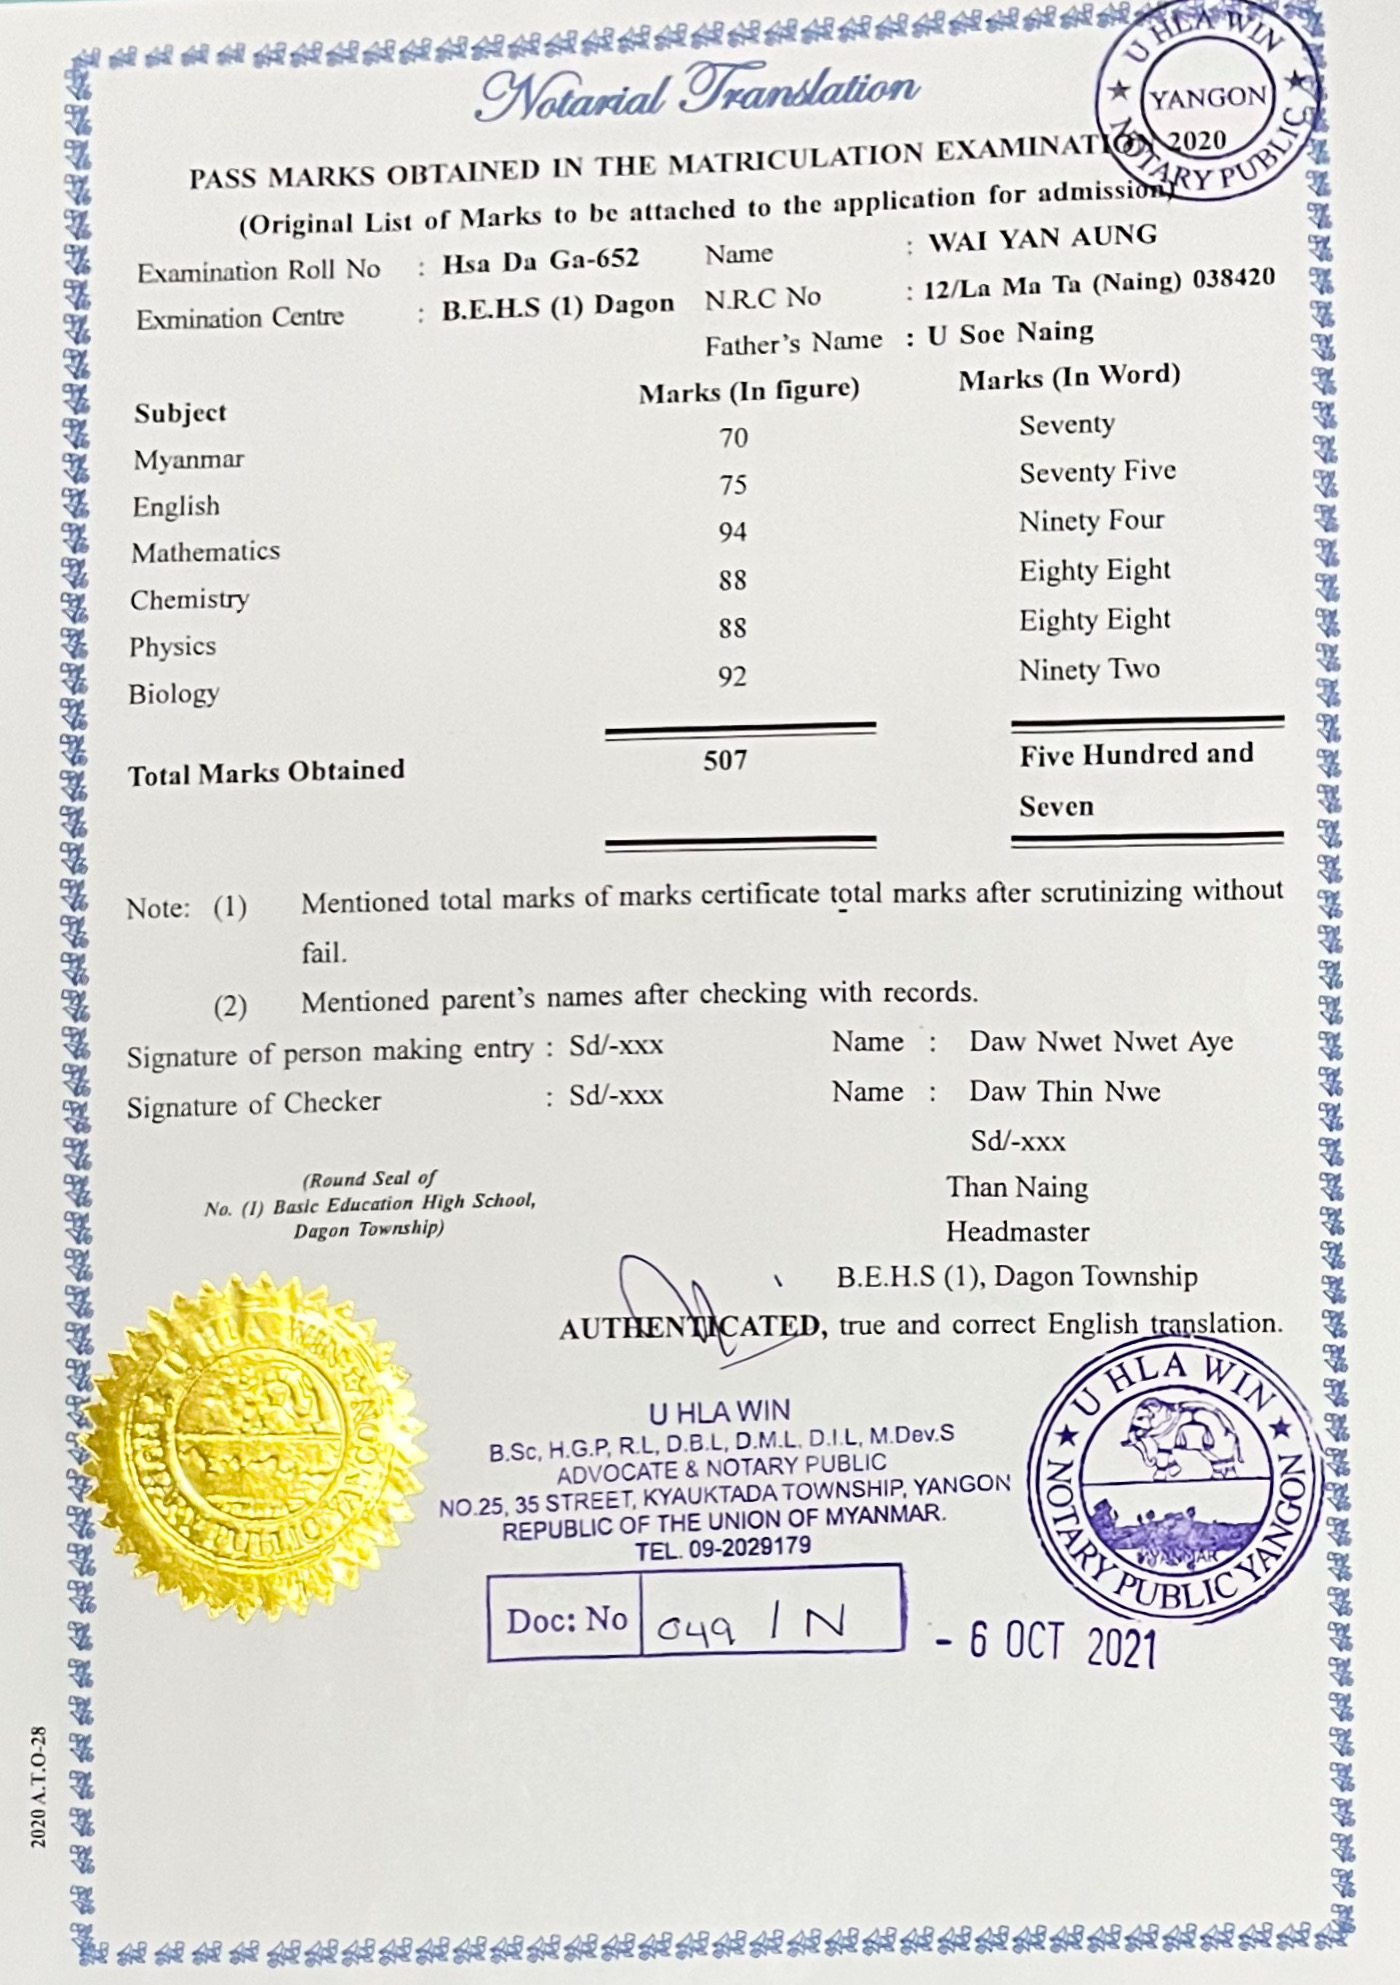 Notarial Translation
U HLA WIN
YANGON
NOTARY PUBLIC
PASS MARKS OBTAINED IN THE MATRICULATION EXAMINATION 2020
(Original List of Marks to be attached to the application for admission)
Examination Roll No : Hsa Da Ga-652 Name : WAI YAN AUNG
Exmination Centre : B.E.H.S (1) Dagon N.R.C No : 12/La Ma Ta (Naing) 038420
Father's Name : U Soe Naing
Subject Marks (In figure) Marks (In Word)
Myanmar 70 Seventy
English 75 Seventy Five
Mathematics 94 Ninety Four
Chemistry 88 Eighty Eight
Physics 88 Eighty Eight
Biology 92 Ninety Two
Total Marks Obtained 507 Five Hundred and
Seven
Note: (1) Mentioned total marks of marks certificate total marks after scrutinizing without
fail.
(2) Mentioned parent's names after checking with records.
Signature of person making entry : Sd/-xxx Name : Daw Nwet Nwet Aye
Signature of Checker : Sd/-xxx Name : Daw Thin Nwe
Sd/-xxx
(Round Seal of
No. (1) Basic Education High School,
Dagon Township)
Than Naing
Headmaster
B.E.H.S (1), Dagon Township
AUTHENTICATED, true and correct English translation.
U HLA WIN
NOTARY PUBLIC YANGON
U HLA WIN
B.Sc, H.G.P, R.L, D.B.L, D.M.L, D.I.L, M.Dev.S
ADVOCATE & NOTARY PUBLIC
NO.25, 35 STREET, KYAUKTADA TOWNSHIP, YANGON
REPUBLIC OF THE UNION OF MYANMAR.
TEL. 09-2029179
U HLA WIN
MYANMAR
NOTARY PUBLIC YANGON
Doc: No 049 / N
- 6 OCT 2021
2020 A.T.O-28